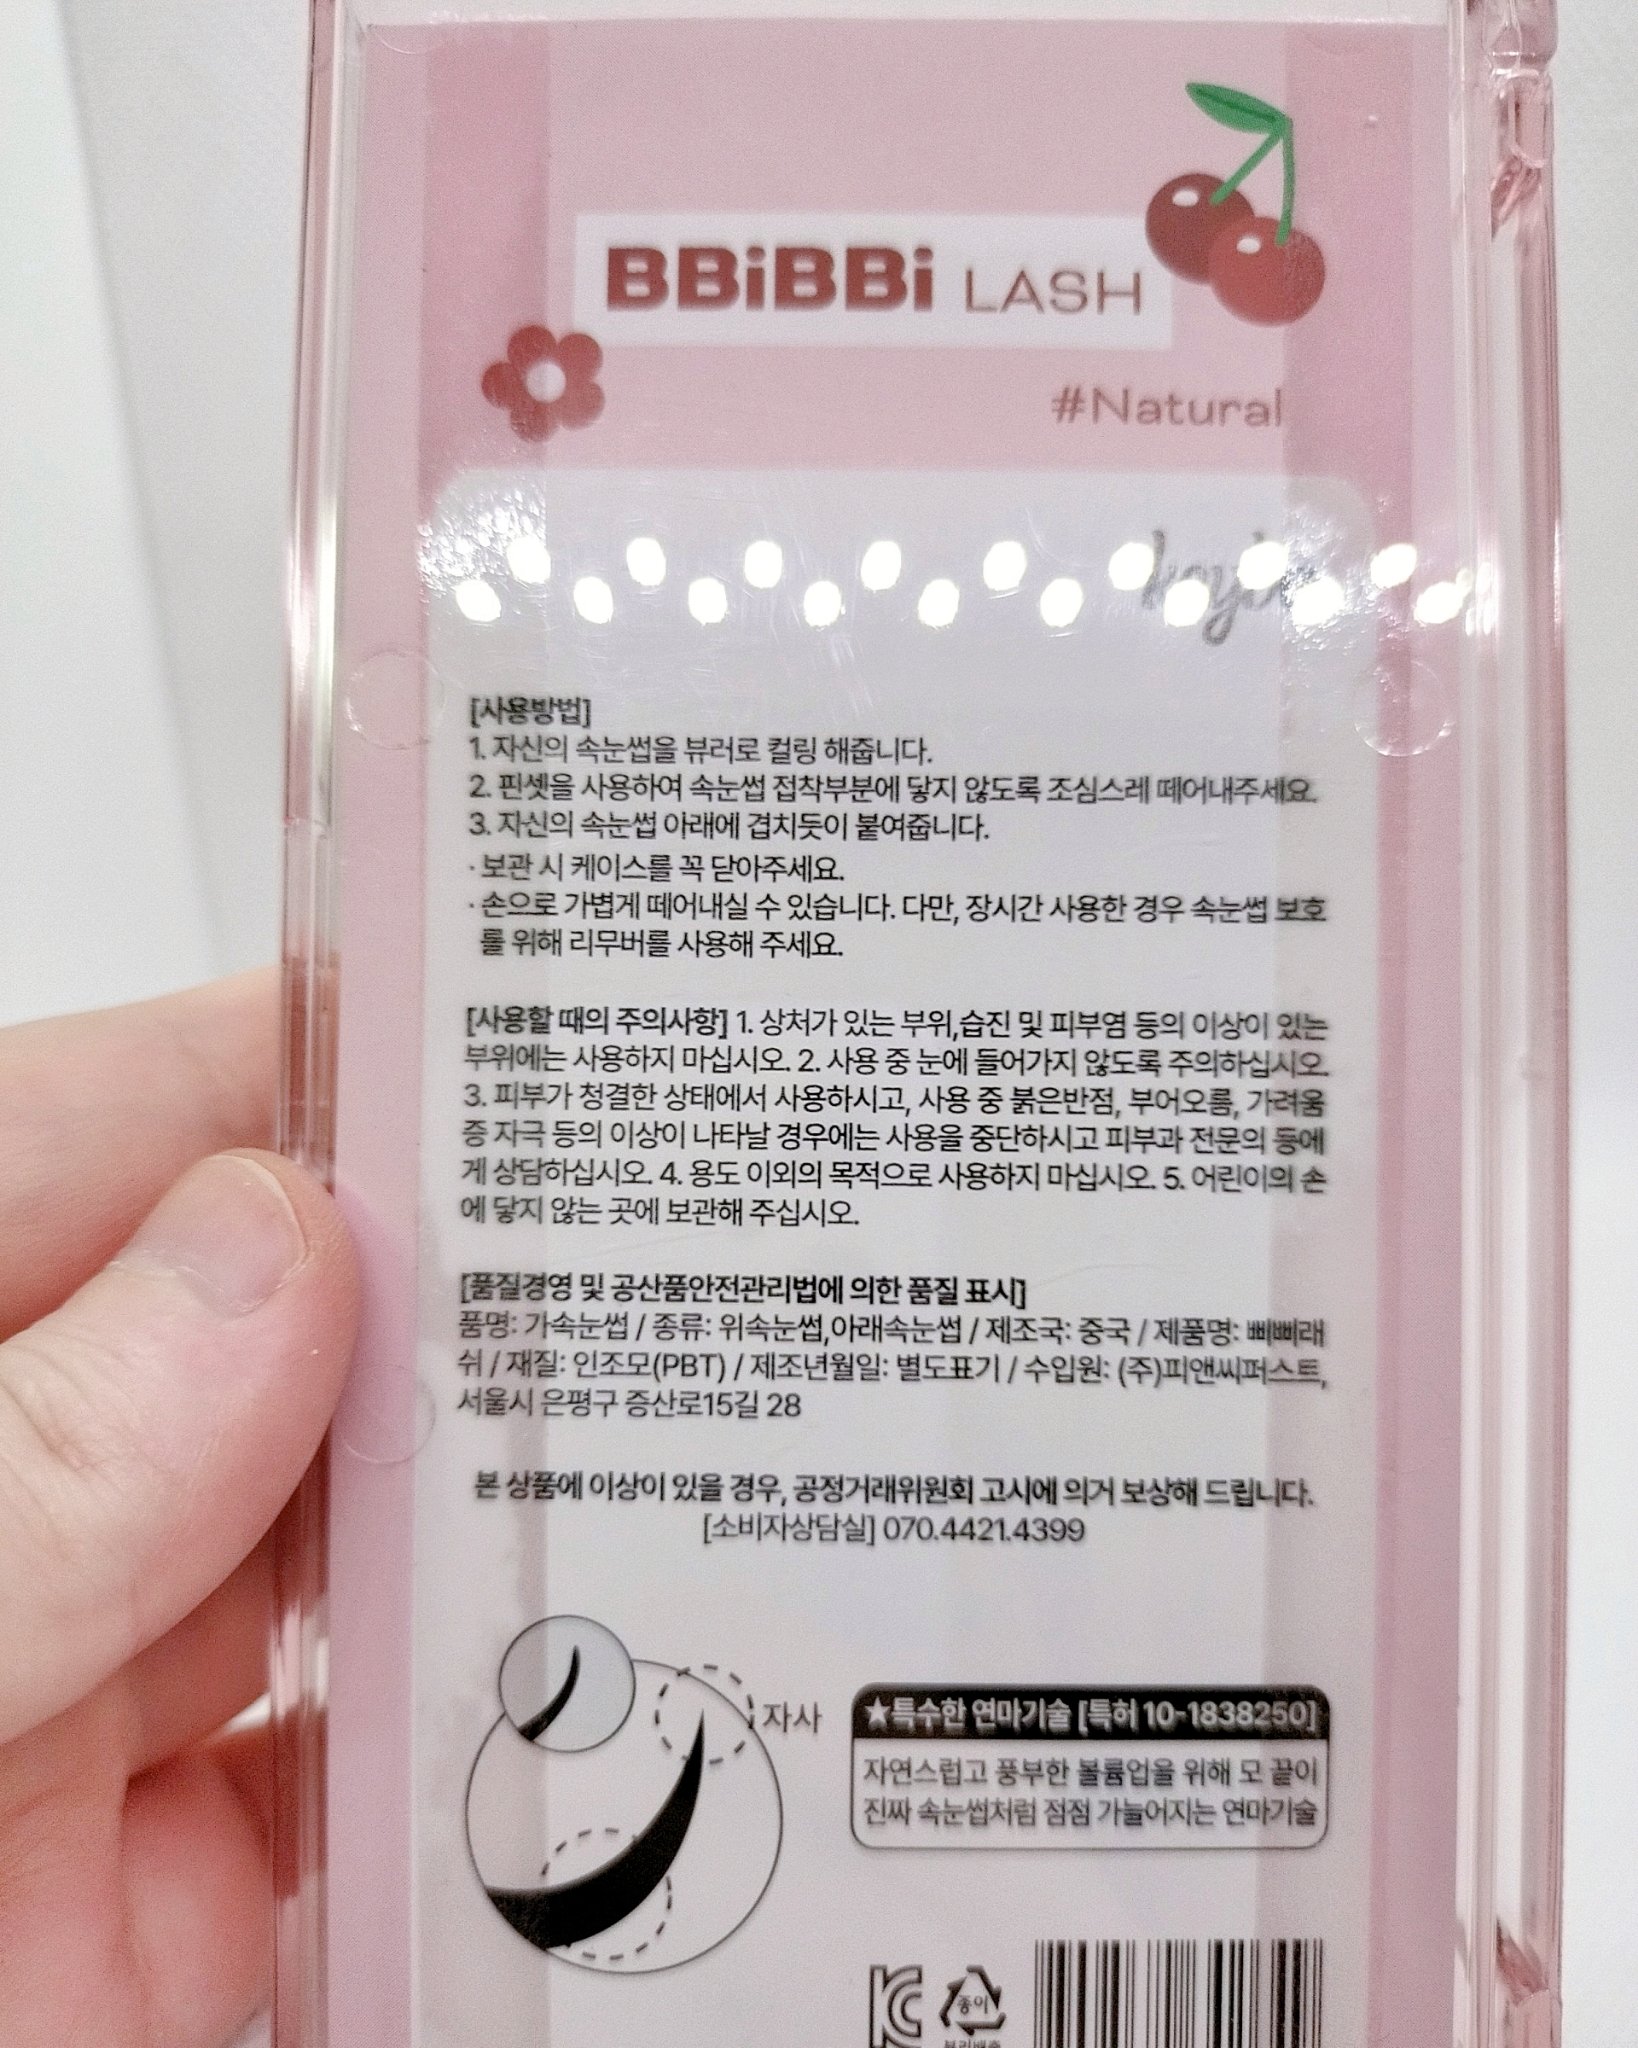 BBiBBi LASH
#Natural
[사용방법]
1. 자신의 속눈썹을 뷰러로 컬링 해줍니다.
2. 핀셋을 사용하여 속눈썹 접착부분에 닿지 않도록 조심스레 떼어내주세요.
3. 자신의 속눈썹 아래에 겹치듯이 붙여줍니다.
· 보관 시 케이스를 꼭 닫아주세요.
· 손으로 가볍게 떼어내실 수 있습니다. 다만, 장시간 사용한 경우 속눈썹 보호
를 위해 리무버를 사용해 주세요.
[사용할 때의 주의사항] 1. 상처가 있는 부위,습진 및 피부염 등의 이상이 있는
부위에는 사용하지 마십시오. 2. 사용 중 눈에 들어가지 않도록 주의하십시오.
3. 피부가 청결한 상태에서 사용하시고, 사용 중 붉은반점, 부어오름, 가려움
증 자극 등의 이상이 나타날 경우에는 사용을 중단하시고 피부과 전문의 등에
게 상담하십시오. 4. 용도 이외의 목적으로 사용하지 마십시오. 5. 어린이의 손
에 닿지 않는 곳에 보관해 주십시오.
[품질경영 및 공산품안전관리법에 의한 품질 표시]
품명: 가속눈썹 / 종류: 위속눈썹,아래속눈썹 / 제조국: 중국 / 제품명: 삐삐래
쉬 / 재질: 인조모(PBT) / 제조년월일: 별도표기 / 수입원: (주)피앤씨퍼스트,
서울시 은평구 증산로15길 28
본 상품에 이상이 있을 경우, 공정거래위원회 고시에 의거 보상해 드립니다.
[소비자상담실] 070.4421.4399
자사
★특수한 연마기술 [특허 10-1838250]
자연스럽고 풍부한 볼륨업을 위해 모 끝이
진짜 속눈썹처럼 점점 가늘어지는 연마기술
종이